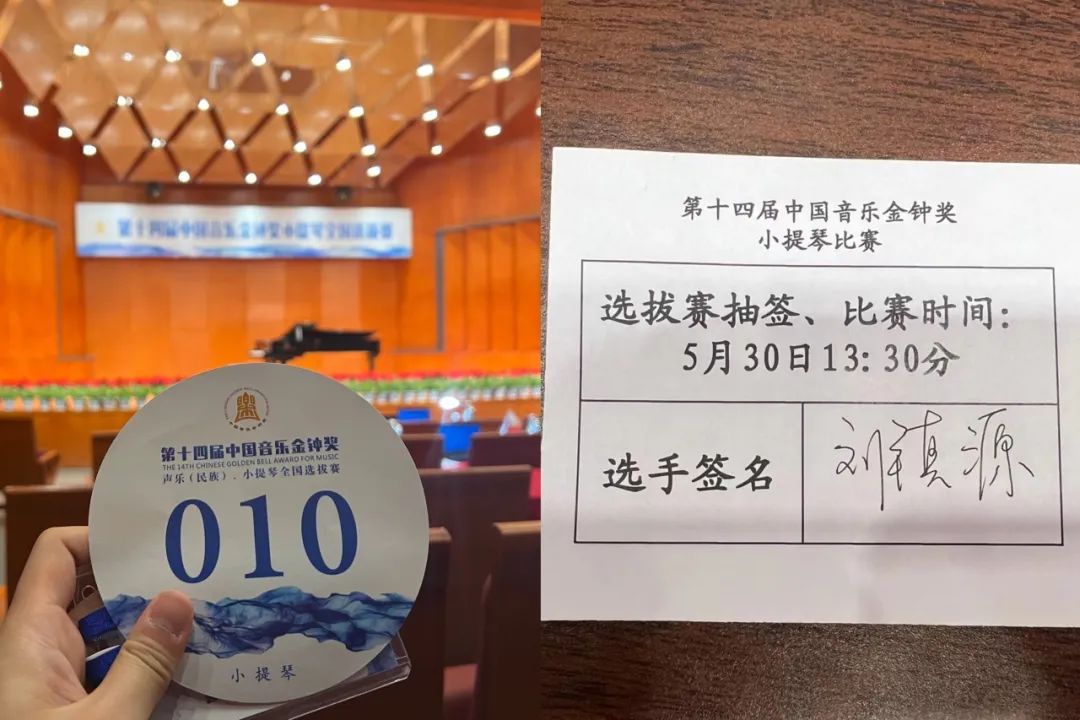 第十四届中国音乐金钟奖小提琴全国选拔赛
第十四届中国音乐金钟奖
THE 14TH CHINESE GOLDEN BELL AWARD FOR MUSIC
声乐（民族）、小提琴全国选拔赛
010
小提琴
第十四届中国音乐金钟奖
小提琴比赛
选拔赛抽签、比赛时间：
5月30日13:30分
选手签名
刘镇源